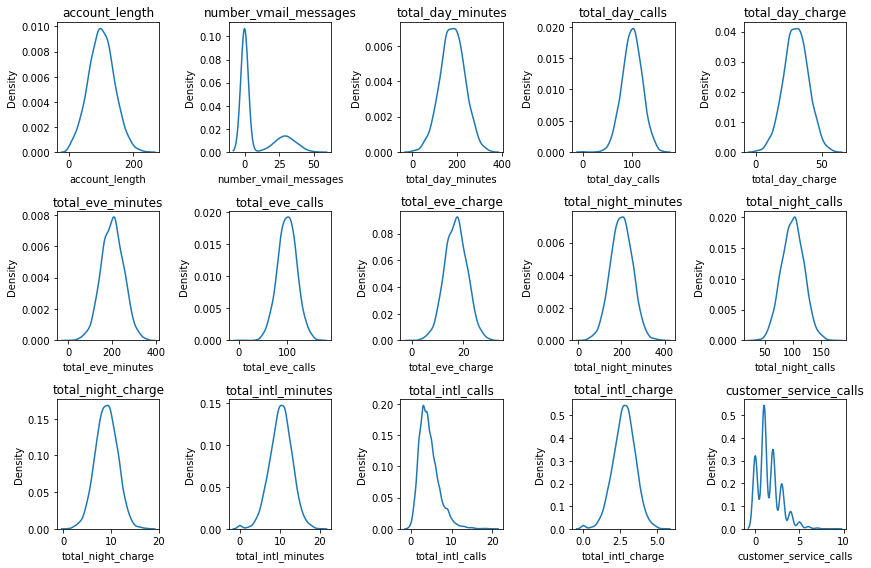 account_length number_vmail_messages total_day_minutes total_day_calls total_day_charge
Density Density Density Density Density
0.010 0.008 0.006 0.004 0.002 0.000
0.10 0.08 0.06 0.04 0.02 0.00
0.006 0.004 0.002 0.000
0.020 0.015 0.010 0.005 0.000
0.04 0.03 0.02 0.01 0.00
0 200 0 25 50 0 200 400 0 100 0 50
account_length number_vmail_messages total_day_minutes total_day_calls total_day_charge
total_eve_minutes total_eve_calls total_eve_charge total_night_minutes total_night_calls
Density Density Density Density Density
0.008 0.006 0.004 0.002 0.000
0.020 0.015 0.010 0.005 0.000
0.08 0.06 0.04 0.02 0.00
0.006 0.004 0.002 0.000
0.020 0.015 0.010 0.005 0.000
0 200 400 0 100 0 20 0 200 400 50 100 150
total_eve_minutes total_eve_calls total_eve_charge total_night_minutes total_night_calls
total_night_charge total_intl_minutes total_intl_calls total_intl_charge customer_service_calls
Density Density Density Density Density
0.15 0.10 0.05 0.00
0.15 0.10 0.05 0.00
0.20 0.15 0.10 0.05 0.00
0.5 0.4 0.3 0.2 0.1 0.0
0.5 0.4 0.3 0.2 0.1 0.0
0 10 20 0 10 20 0 10 20 0.0 2.5 5.0 0 5 10
total_night_charge total_intl_minutes total_intl_calls total_intl_charge customer_service_calls